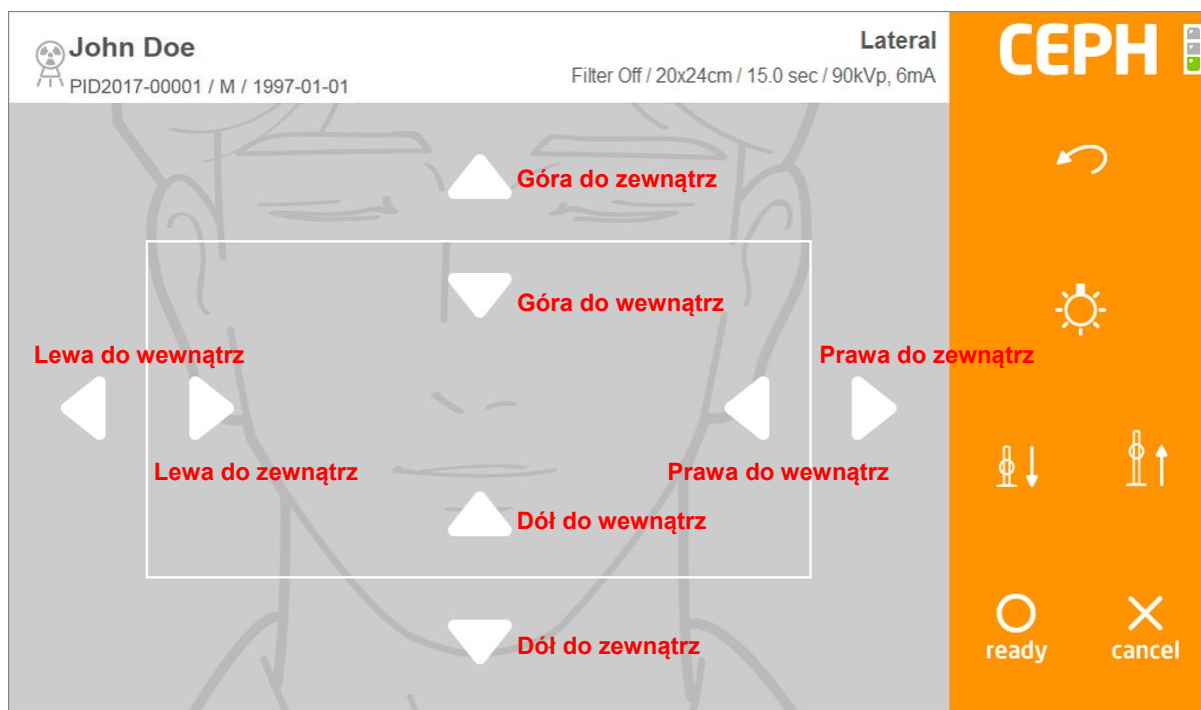 John Doe
PID2017-00001 / M / 1997-01-01
Lateral
Filter Off / 20x24cm / 15.0 sec / 90kVp, 6mA
CEPH
Góra do zewnątrz
Góra do wewnątrz
Lewa do wewnątrz
Prawa do zewnątrz
Lewa do zewnątrz
Prawa do wewnątrz
Dół do wewnątrz
Dół do zewnątrz
ready
cancel